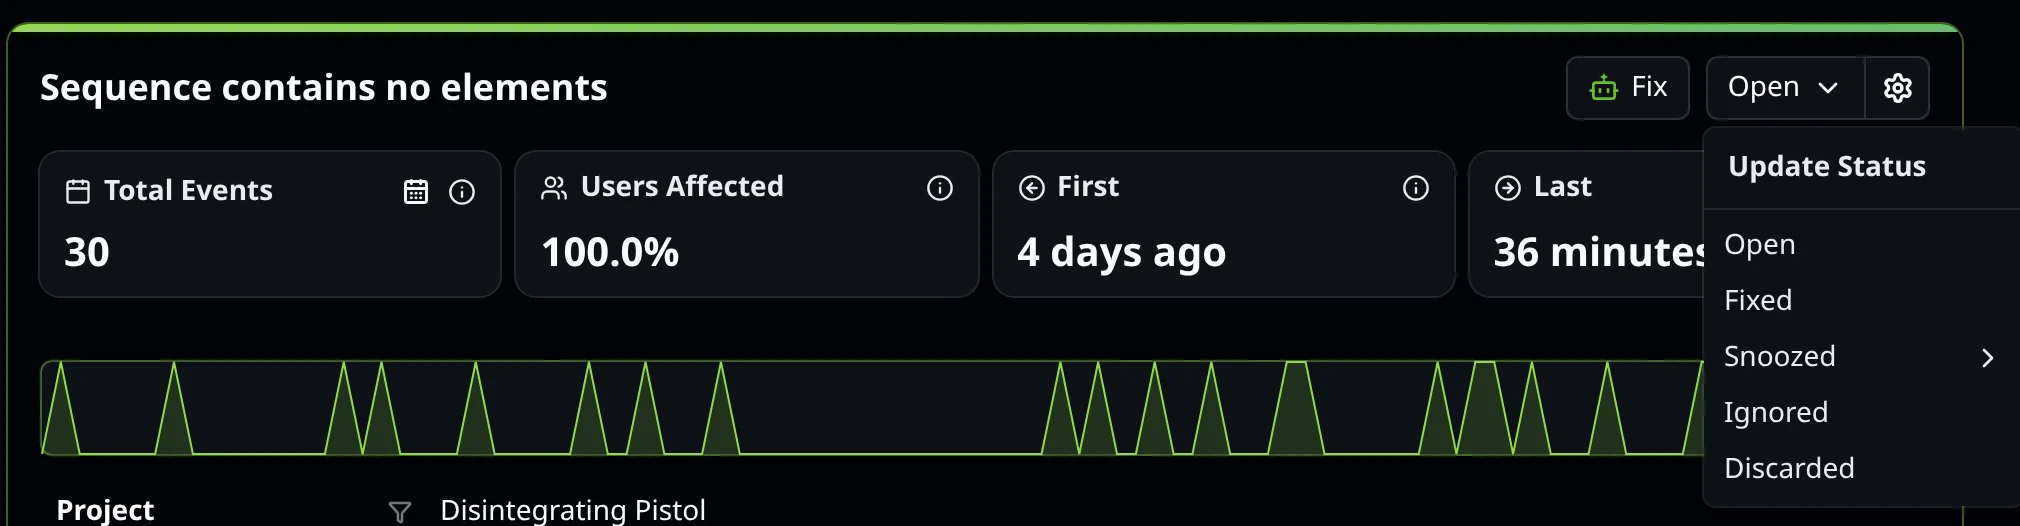 Sequence contains no elements
Fix
Open
Total Events
30
Users Affected
100.0%
First
4 days ago
Last
36 minutes
Update Status
Open
Fixed
Snoozed
Ignored
Discarded
Project
Disintegrating Pistol